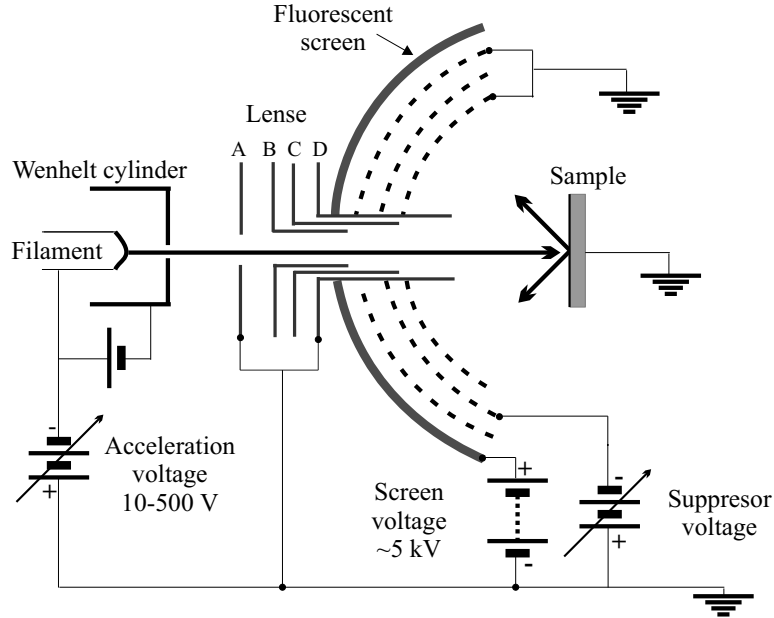 Fluorescent
screen
Lense
A B C D
Wenhelt cylinder
Sample
Filament
-
+
Acceleration
voltage
10-500 V
+
Screen
voltage
~5 kV
-
-
Suppresor
voltage
+